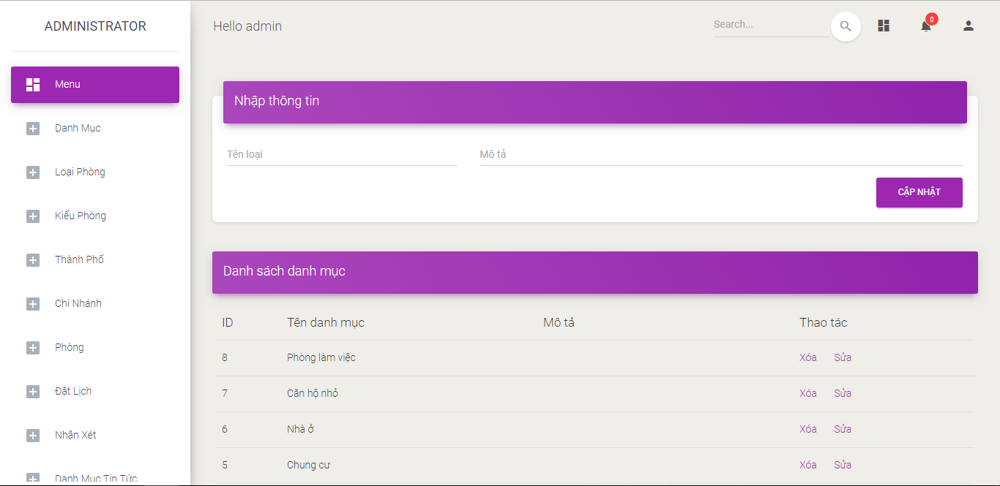 ADMINISTRATOR
Hello admin
Search...
0
Menu
Danh Mục
Loại Phòng
Kiểu Phòng
Thành Phố
Chi Nhánh
Phòng
Đặt Lịch
Nhận Xét
Danh Mục Tin Tức
Nhập thông tin
Tên loại
Mô tả
CẬP NHẬT
Danh sách danh mục
ID Tên danh mục Mô tả Thao tác
8 Phòng làm việc Xóa Sửa
7 Căn hộ nhỏ Xóa Sửa
6 Nhà ở Xóa Sửa
5 Chung cư Xóa Sửa